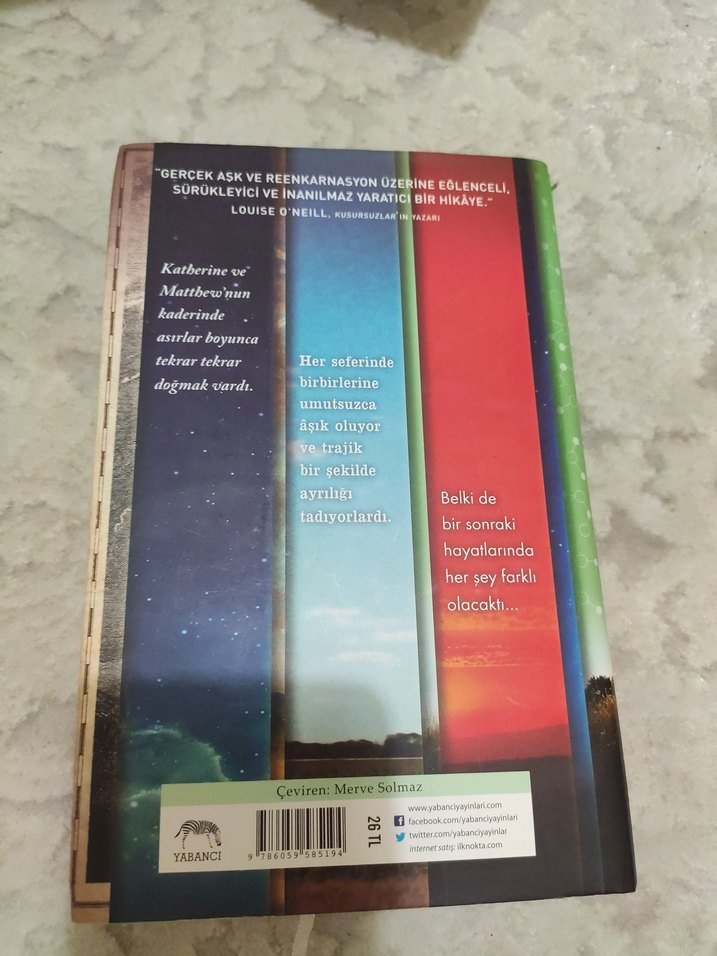 "GERÇEK AŞK VE REENKARNASYON ÜZERİNE EĞLENCELİ,
SÜRÜKLEYİCİ VE İNANILMAZ YARATICI BİR HİKÂYE."
LOUISE O'NEILL, KUSURSUZLAR'IN YAZARI
Katherine ve
Matthew'nun
kaderinde
asırlar boyunca
tekrar tekrar
doğmak vardı.
Her seferinde
birbirlerine
umutsuzca
âşık oluyor
ve trajik
bir şekilde
ayrılığı
tadıyorlardı.
Belki de
bir sonraki
hayatlarında
her şey farklı
olacaktı...
Çeviren: Merve Solmaz
YABANCI
9 786059 585194
26 TL
www.yabanciyayinlari.com
facebook.com/yabanciyayinlari
twitter.com/yabanciyayinlar
internet satış: ilknokta.com